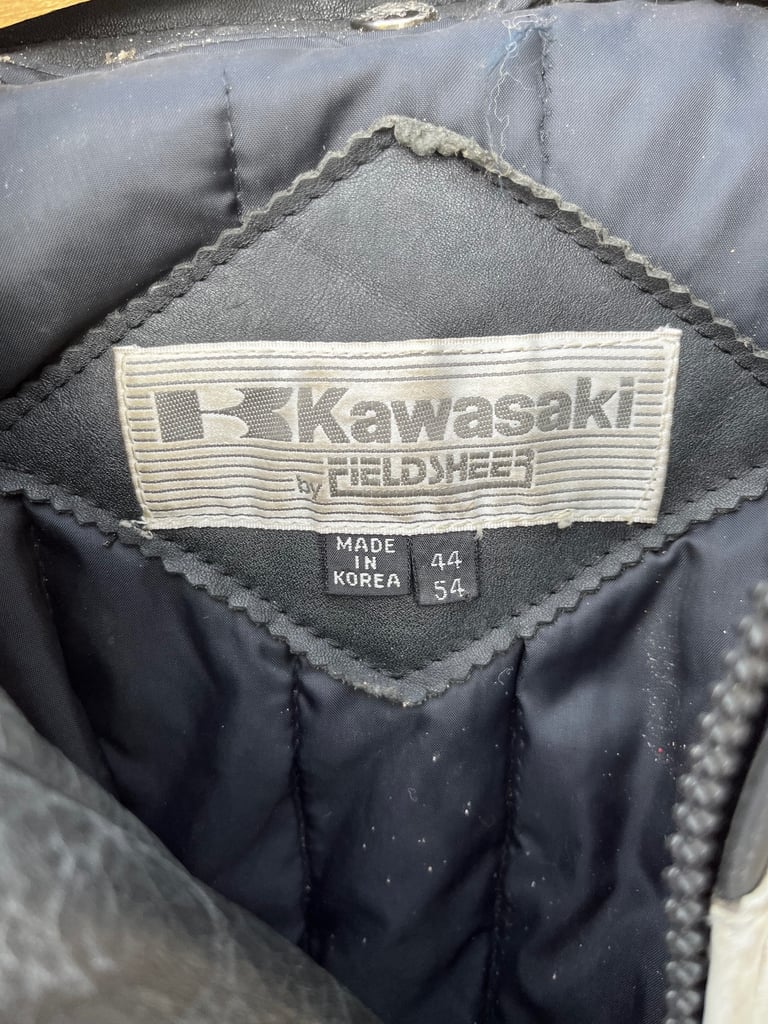 Kawasaki
by FIELDSHEER
MADE
IN
KOREA
44
54